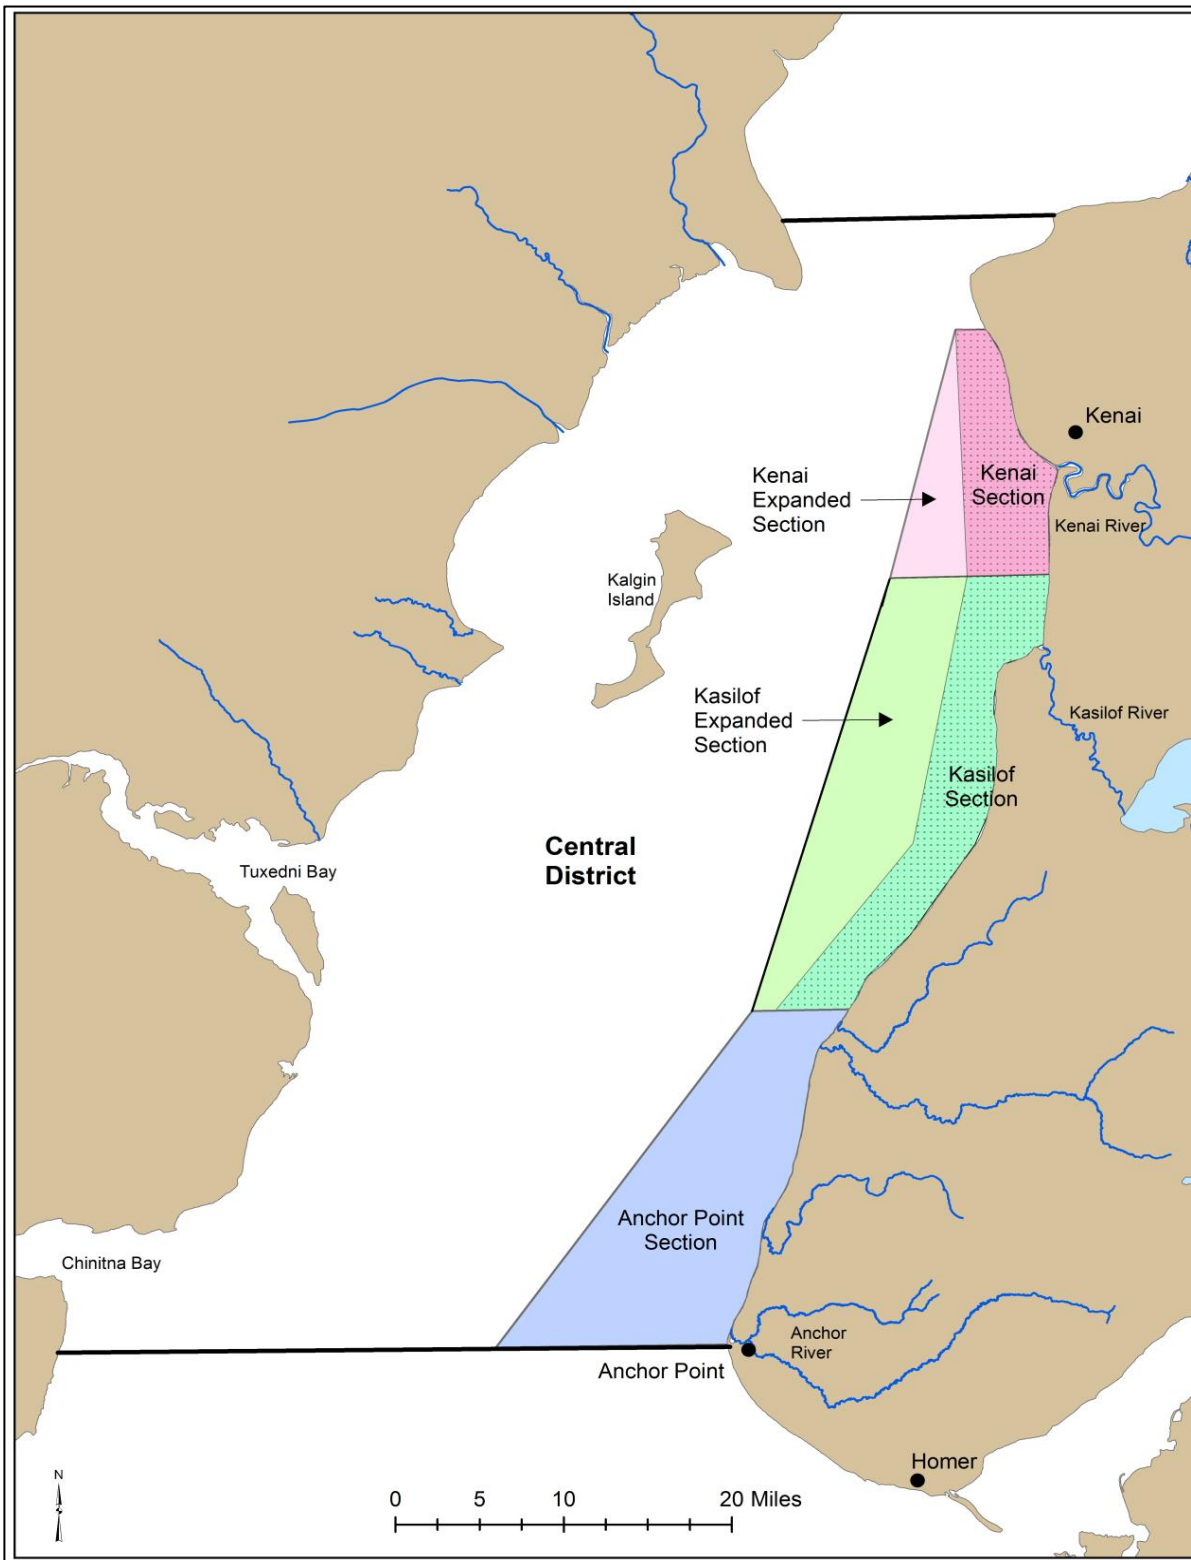 Kenai
Kenai
Expanded
Section
Kenai
Section
Kenai River
Kalgin
Island
Kasilof
Expanded
Section
Kasilof River
Kasilof
Section
Central
District
Tuxedni Bay
Anchor Point
Section
Chinitna Bay
Anchor
River
Anchor Point
Homer
N
0 5 10 20 Miles